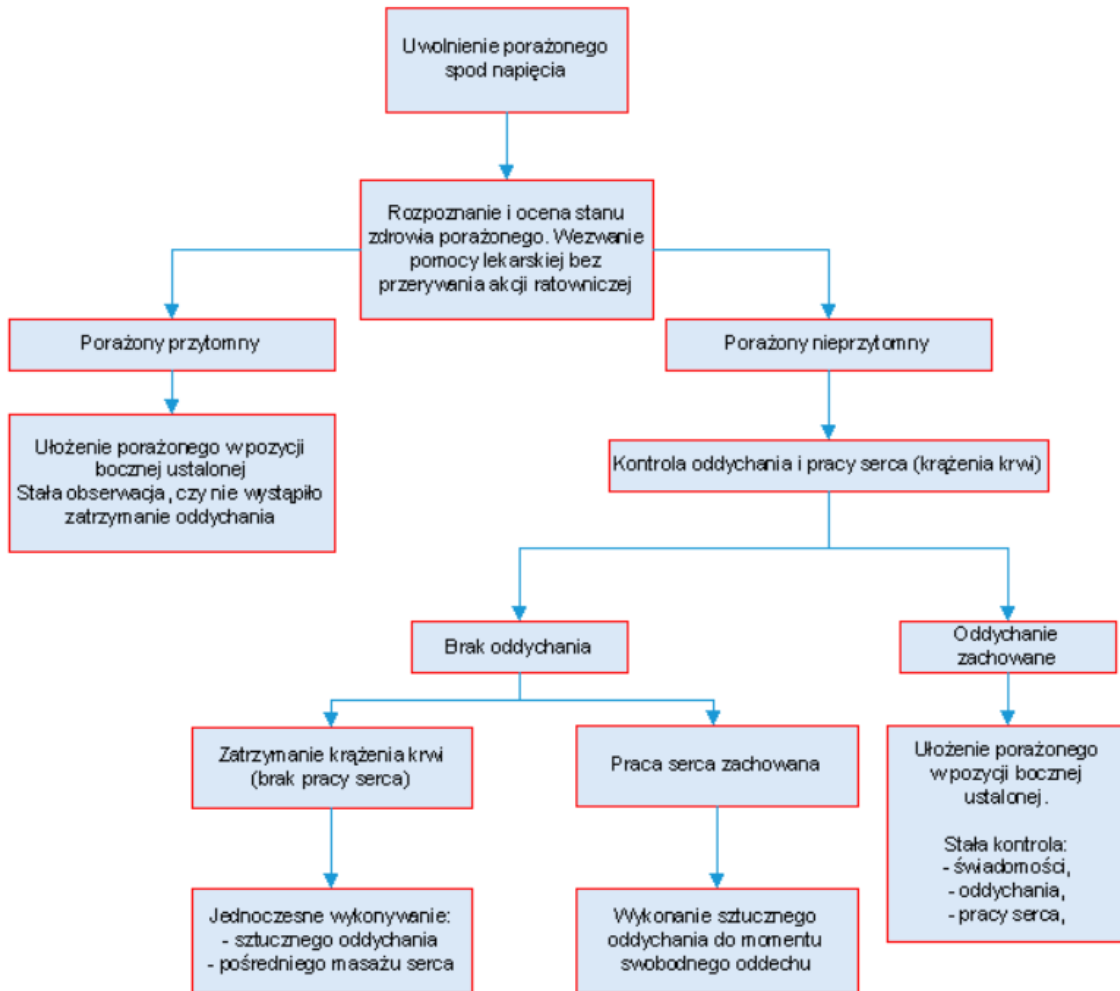 Uwolnienie porażonego
spod napięcia
Rozpoznanie i ocena stanu
zdrowia porażonego. Wezwanie
pomocy lekarskiej bez
przerywania akcji ratowniczej
Porażony przytomny
Porażony nieprzytomny
Ułożenie porażonego w pozycji
bocznej ustalonej
Stała obserwacja, czy nie wystąpiło
zatrzymanie oddychania
Kontrola oddychania i pracy serca (krążenia krwi)
Brak oddychania
Oddychanie
zachowane
Zatrzymanie krążenia krwi
(brak pracy serca)
Praca serca zachowana
Ułożenie porażonego
w pozycji bocznej
ustalonej.
Stała kontrola:
- świadomości,
- oddychania,
- pracy serca,
Jednoczesne wykonywanie:
- sztucznego oddychania
- pośredniego masażu serca
Wykonanie sztucznego
oddychania do momentu
swobodnego oddechu